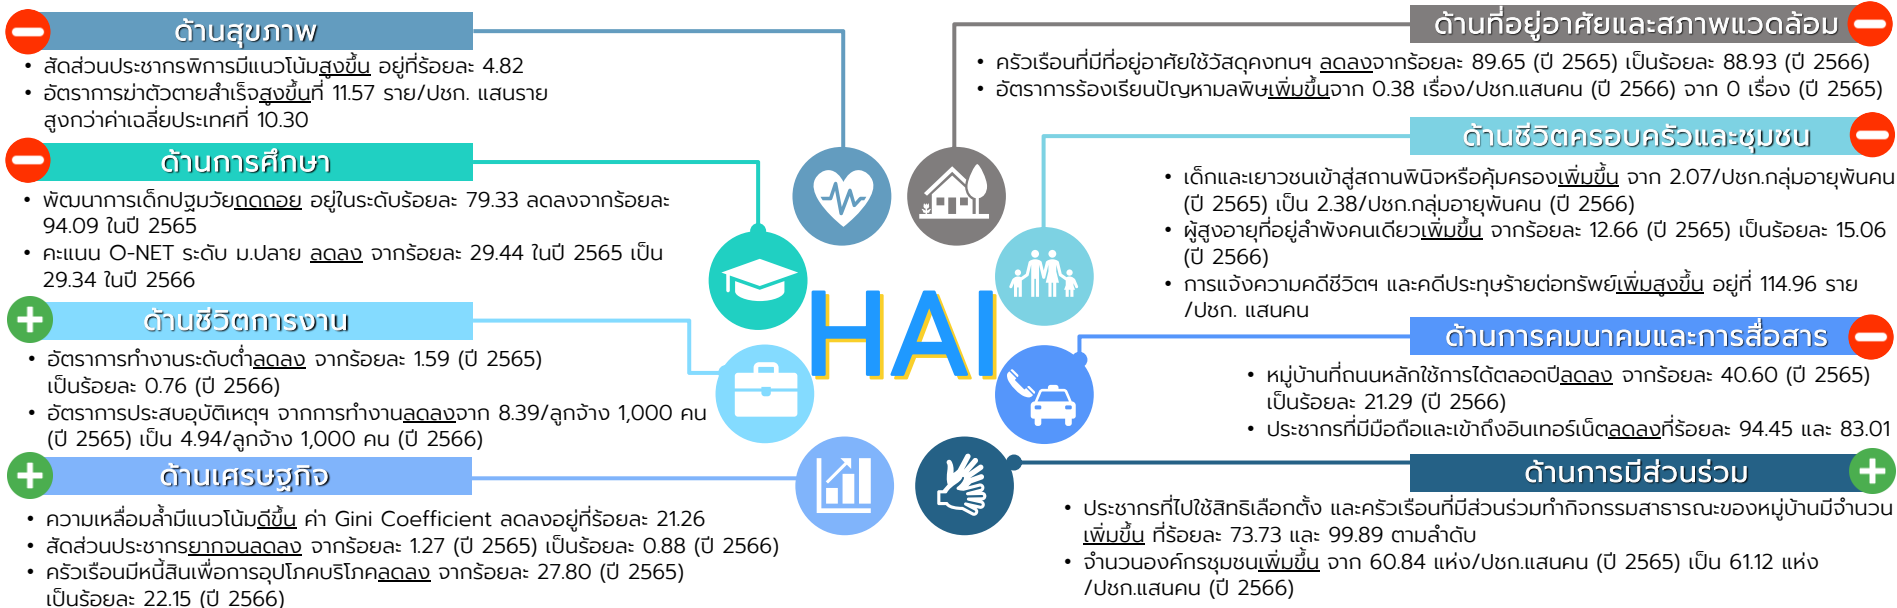 ด้านสุขภาพ
• สัดส่วนประชากรพิการมีแนวโน้มสูงขึ้น อยู่ที่ร้อยละ 4.82
• อัตราการฆ่าตัวตายสำเร็จสูงขึ้นที่ 11.57 ราย/ปชก. แสนราย
สูงกว่าค่าเฉลี่ยประเทศที่ 10.30
ด้านการศึกษา
• พัฒนาการเด็กปฐมวัยถดถอย อยู่ในระดับร้อยละ 79.33 ลดลงจากร้อยละ
94.09 ในปี 2565
• คะแนน O-NET ระดับ ม.ปลาย ลดลง จากร้อยละ 29.44 ในปี 2565 เป็น
29.34 ในปี 2566
ด้านชีวิตการงาน
• อัตราการทำงานระดับต่ำลดลง จากร้อยละ 1.59 (ปี 2565)
เป็นร้อยละ 0.76 (ปี 2566)
• อัตราการประสบอุบัติเหตุฯ จากการทำงานลดลงจาก 8.39/ลูกจ้าง 1,000 คน
(ปี 2565) เป็น 4.94/ลูกจ้าง 1,000 คน (ปี 2566)
ด้านเศรษฐกิจ
• ความเหลื่อมล้ำมีแนวโน้มดีขึ้น ค่า Gini Coefficient ลดลงอยู่ที่ร้อยละ 21.26
• สัดส่วนประชากรยากจนลดลง จากร้อยละ 1.27 (ปี 2565) เป็นร้อยละ 0.88 (ปี 2566)
• ครัวเรือนมีหนี้สินเพื่อการอุปโภคบริโภคลดลง จากร้อยละ 27.80 (ปี 2565)
เป็นร้อยละ 22.15 (ปี 2566)
HAI
ด้านที่อยู่อาศัยและสภาพแวดล้อม
• ครัวเรือนที่มีที่อยู่อาศัยใช้วัสดุคงทนฯ ลดลงจากร้อยละ 89.65 (ปี 2565) เป็นร้อยละ 88.93 (ปี 2566)
• อัตราการร้องเรียนปัญหามลพิษเพิ่มขึ้นจาก 0.38 เรื่อง/ปชก.แสนคน (ปี 2566) จาก 0 เรื่อง (ปี 2565)
ด้านชีวิตครอบครัวและชุมชน
• เด็กและเยาวชนเข้าสู่สถานพินิจหรือคุ้มครองเพิ่มขึ้น จาก 2.07/ปชก.กลุ่มอายุพันคน
(ปี 2565) เป็น 2.38/ปชก.กลุ่มอายุพันคน (ปี 2566)
• ผู้สูงอายุที่อยู่ลำพังคนเดียวเพิ่มขึ้น จากร้อยละ 12.66 (ปี 2565) เป็นร้อยละ 15.06
(ปี 2566)
• การแจ้งความคดีชีวิตฯ และคดีประทุษร้ายต่อทรัพย์เพิ่มสูงขึ้น อยู่ที่ 114.96 ราย
/ปชก. แสนคน
ด้านการคมนาคมและการสื่อสาร
• หมู่บ้านที่ถนนหลักใช้การได้ตลอดปีลดลง จากร้อยละ 40.60 (ปี 2565)
เป็นร้อยละ 21.29 (ปี 2566)
• ประชากรที่มีมือถือและเข้าถึงอินเทอร์เน็ตลดลงที่ร้อยละ 94.45 และ 83.01
ด้านการมีส่วนร่วม
• ประชากรที่ไปใช้สิทธิเลือกตั้ง และครัวเรือนที่มีส่วนร่วมทำกิจกรรมสาธารณะของหมู่บ้านมีจำนวน
เพิ่มขึ้น ที่ร้อยละ 73.73 และ 99.89 ตามลำดับ
• จำนวนองค์กรชุมชนเพิ่มขึ้น จาก 60.84 แห่ง/ปชก.แสนคน (ปี 2565) เป็น 61.12 แห่ง
/ปชก.แสนคน (ปี 2566)